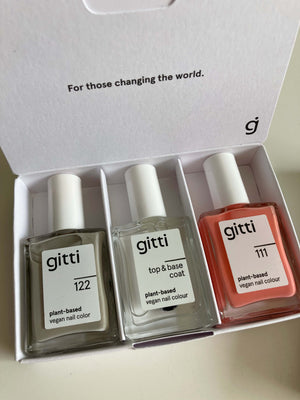 For those changing the world.
g
gitti
122
plant-based
vegan nail color
gitti
top & base
coat
plant-based
vegan nail colour
gitti
111
plant-based
vegan nail colour